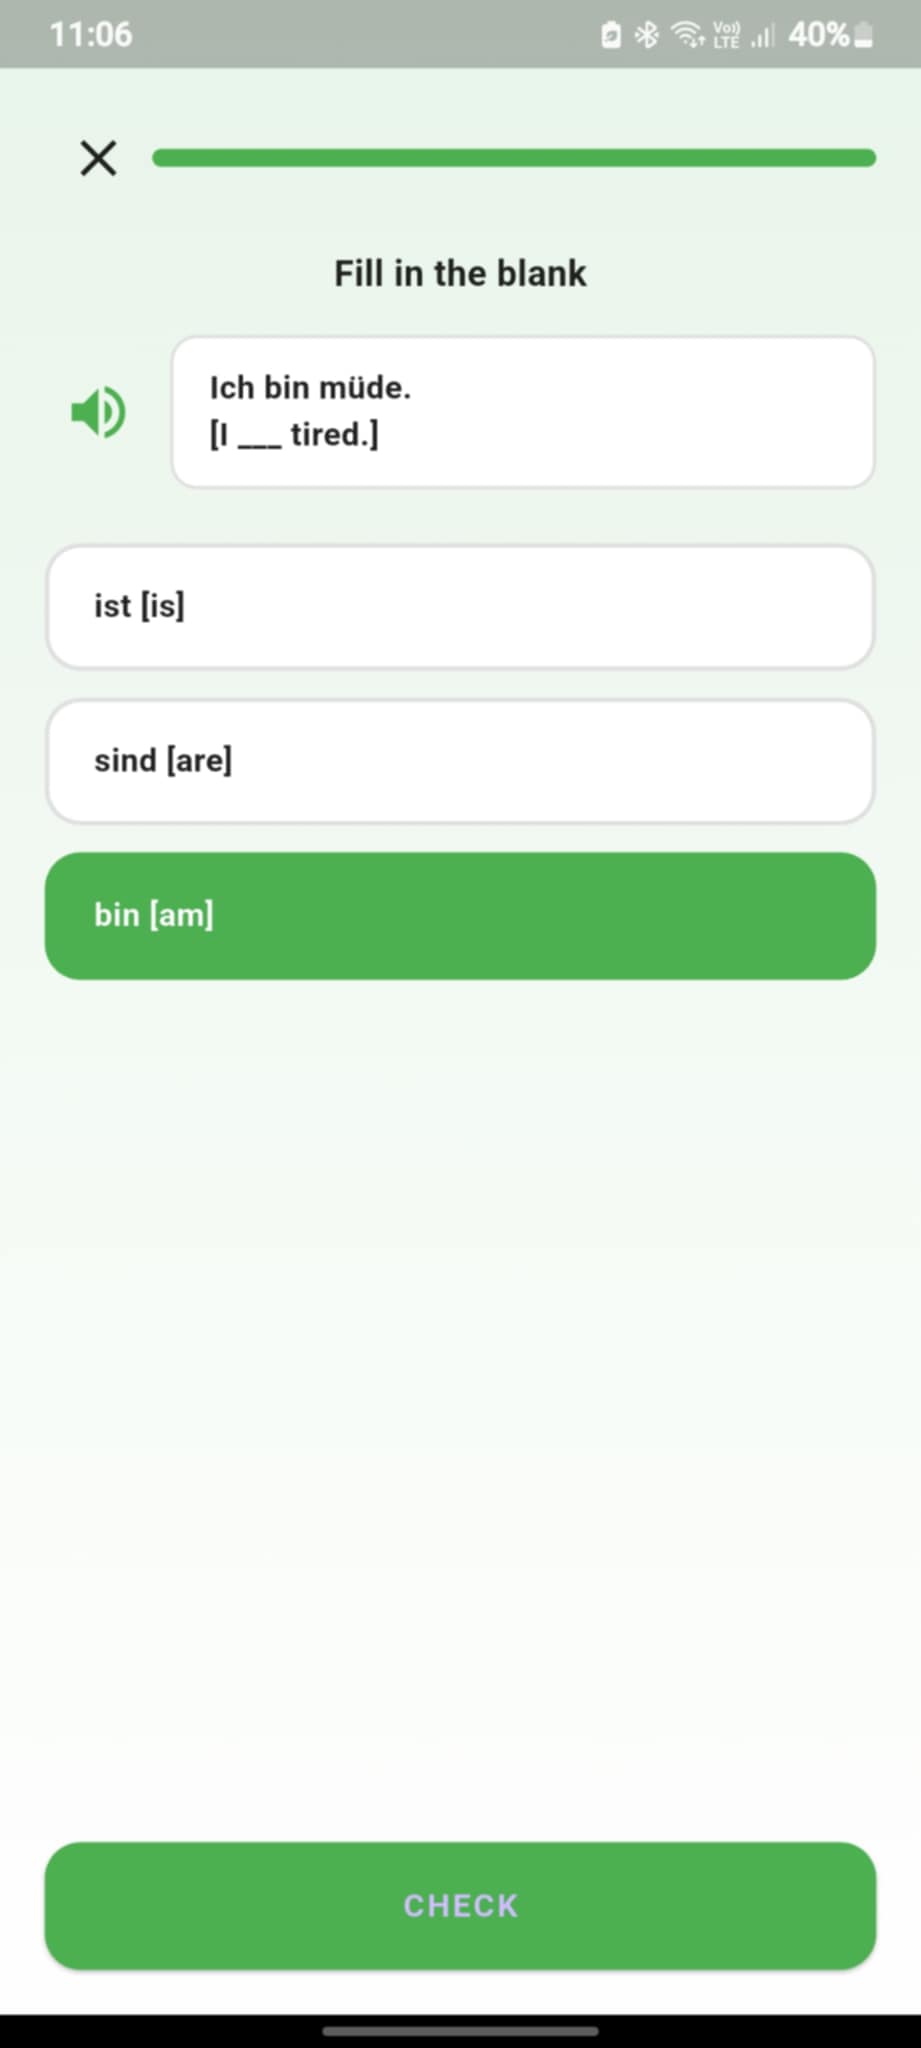 11:06
Vo)) LTE 40%
Fill in the blank
Ich bin müde.
[I ___ tired.]
ist [is]
sind [are]
bin [am]
CHECK